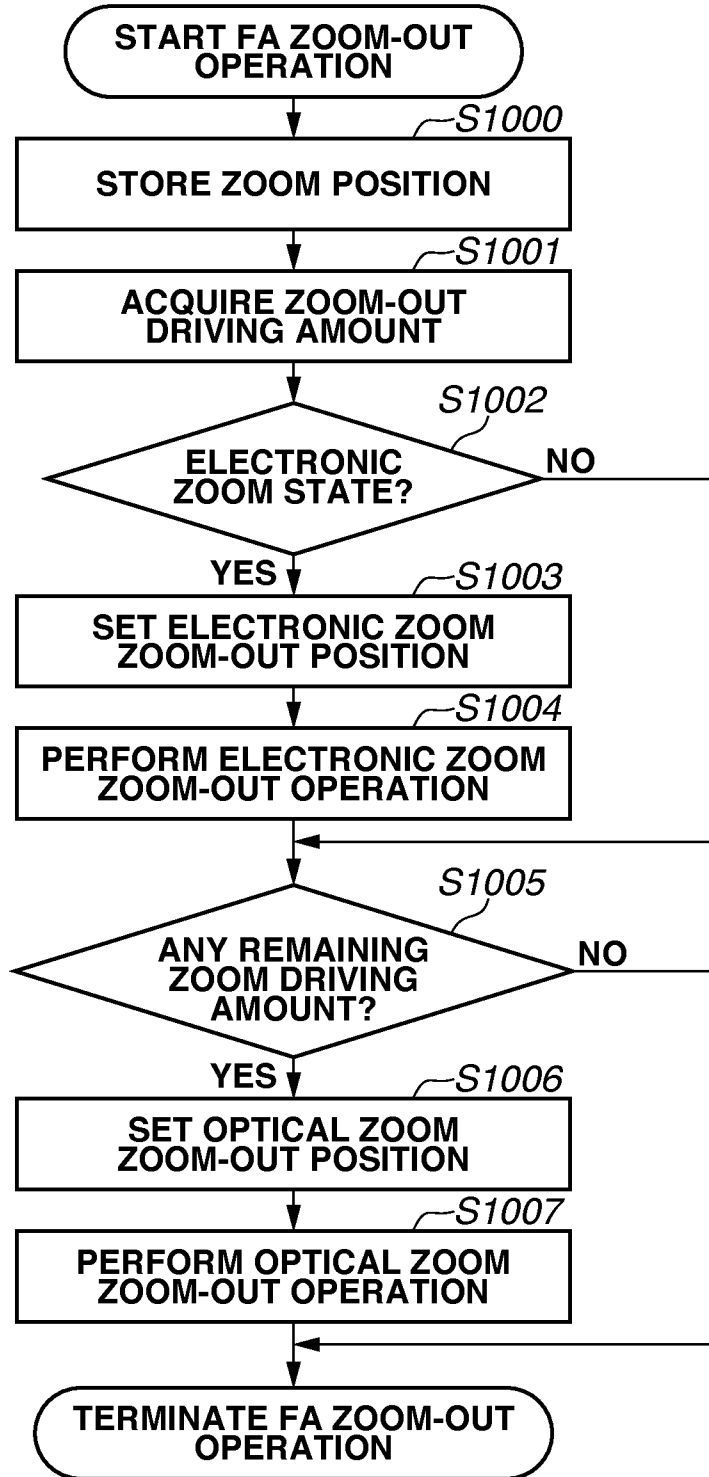 START FA ZOOM-OUT
OPERATION
S1000
STORE ZOOM POSITION
S1001
ACQUIRE ZOOM-OUT
DRIVING AMOUNT
S1002
ELECTRONIC
ZOOM STATE?
NO
YES
S1003
SET ELECTRONIC ZOOM
ZOOM-OUT POSITION
S1004
PERFORM ELECTRONIC ZOOM
ZOOM-OUT OPERATION
S1005
ANY REMAINING
ZOOM DRIVING
AMOUNT?
NO
YES
S1006
SET OPTICAL ZOOM
ZOOM-OUT POSITION
S1007
PERFORM OPTICAL ZOOM
ZOOM-OUT OPERATION
TERMINATE FA ZOOM-OUT
OPERATION